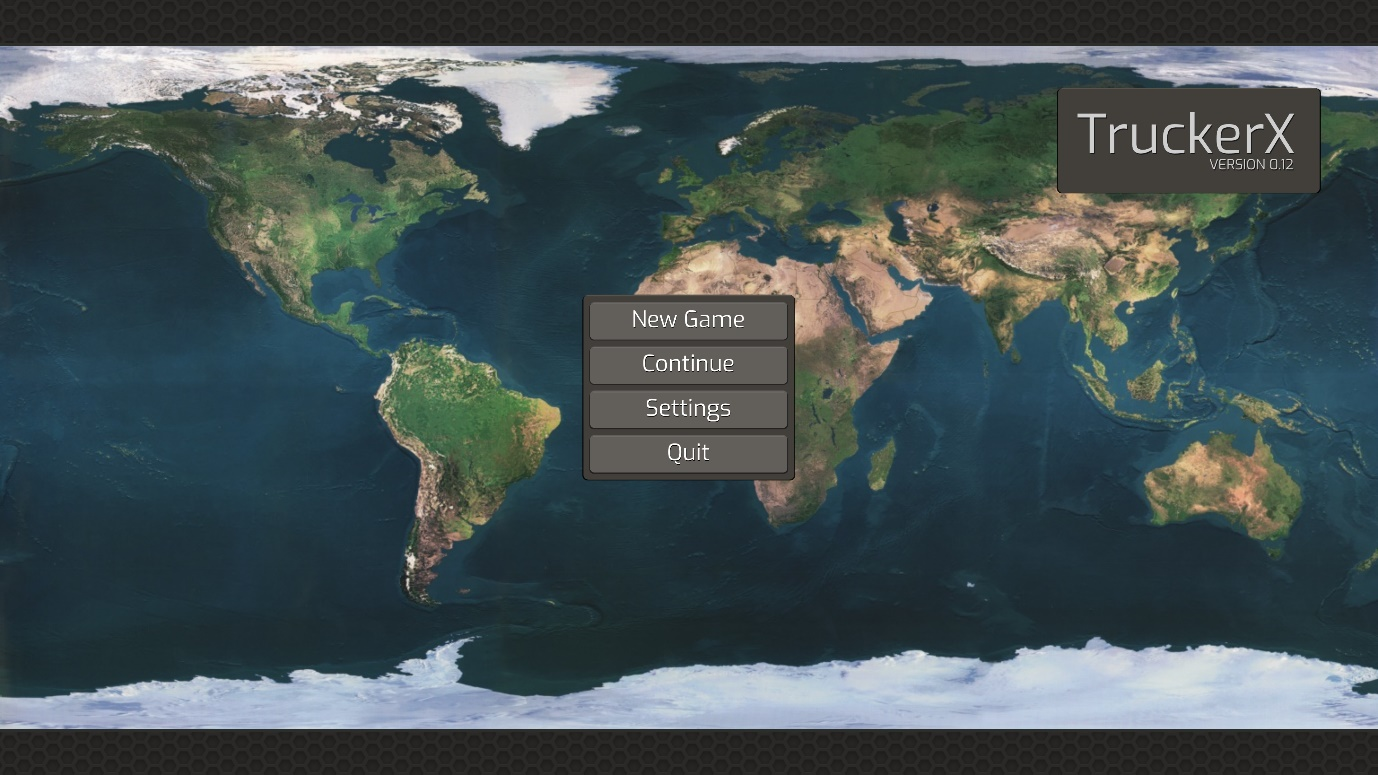 TruckerX
VERSION 0.12
New Game
Continue
Settings
Quit